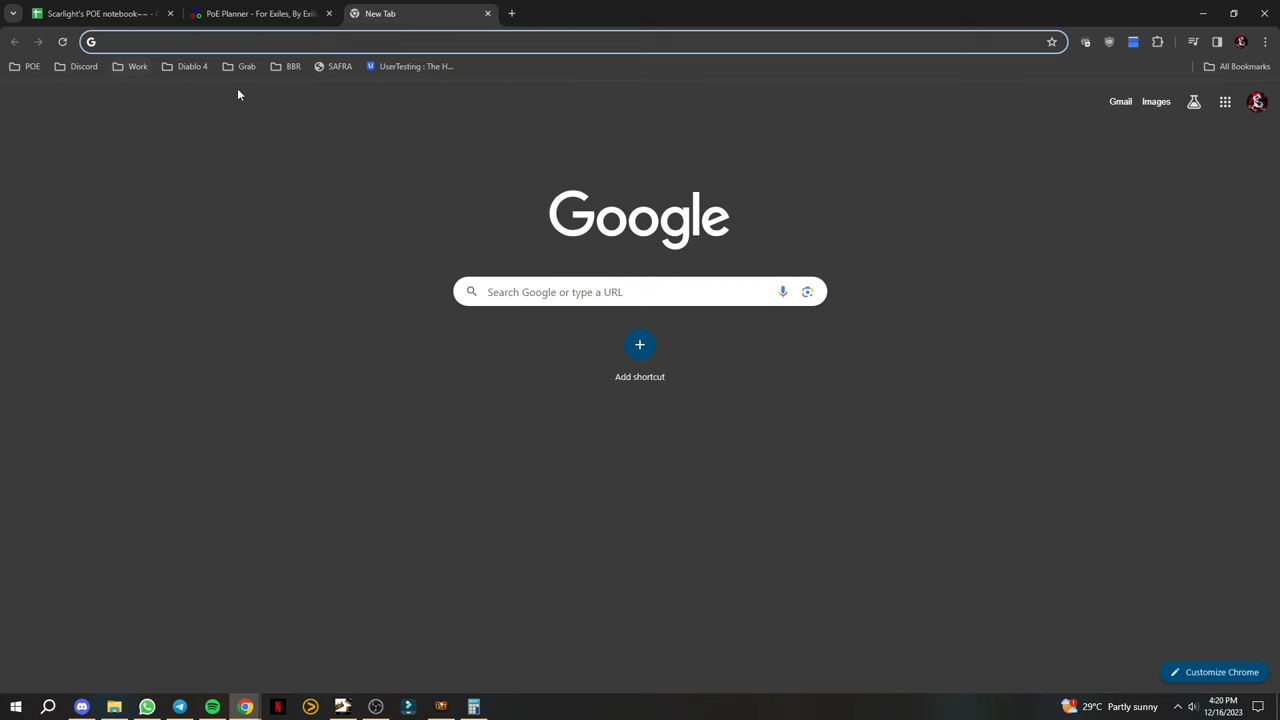 Scarlight's POE notebook~~ - G
PoE Planner - For Exiles, By Exile
New Tab
POE
Discord
Work
Diablo 4
Grab
BBR
SAFRA
UserTesting : The H...
All Bookmarks
Gmail
Images
Google
Search Google or type a URL
Add shortcut
Customize Chrome
29°C Partly sunny
4:20 PM
12/16/2023